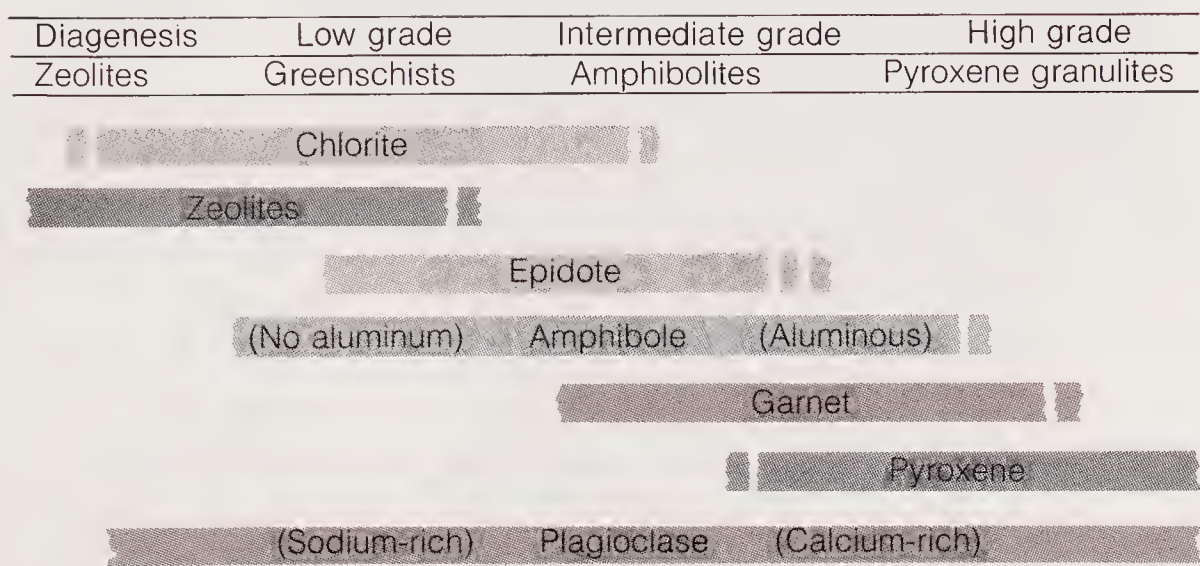 Diagenesis Low grade Intermediate grade High grade
Zeolites Greenschists Amphibolites Pyroxene granulites
Chlorite
Zeolites
Epidote
(No aluminum) Amphibole (Aluminous)
Garnet
Pyroxene
(Sodium-rich) Plagioclase (Calcium-rich)